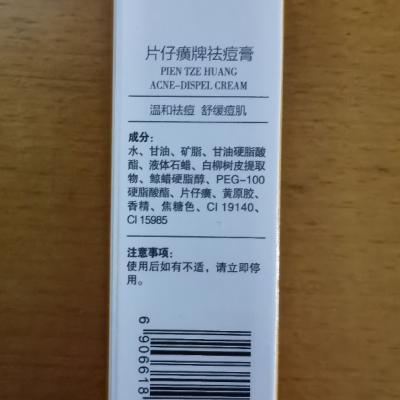 片仔癀牌祛痘膏
PIEN TZE HUANG
ACNE-DISPEL CREAM
温和祛痘 舒缓痘肌
成分：
水、甘油、矿脂、甘油硬脂酸
酯、液体石蜡、白柳树皮提取
物、鲸蜡硬脂醇、PEG-100
硬脂酸酯、片仔癀、黄原胶、
香精、焦糖色、CI 19140、
CI 15985
注意事项：
使用后如有不适，请立即停
用。
6 906618